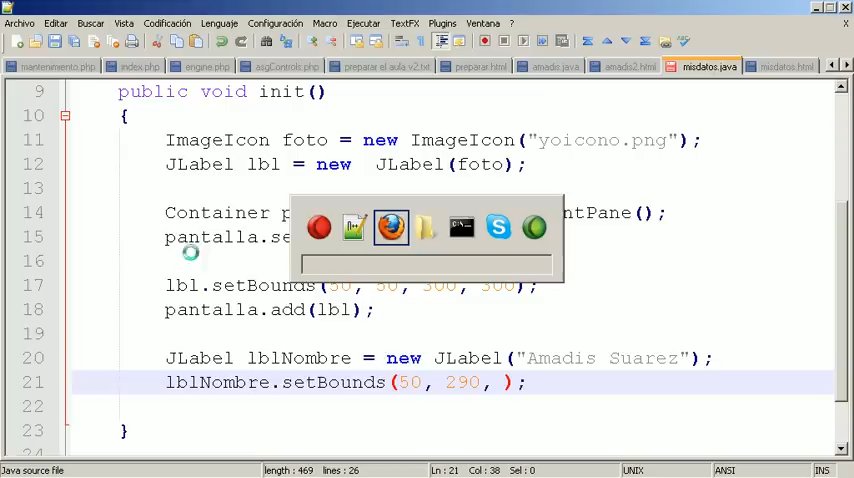 Archivo Editar Buscar Vista Codificación Lenguaje Configuración Macro Ejecutar TextFX Plugins Ventana ?
mantenimento.php index.php engine.php asgControls.php preparar el aula v2.txt preparar.html amadis.java amadis2.html misdatos.java misdatos.html
9 public void init()
10 {
11 ImageIcon foto = new ImageIcon("yoicono.png");
12 JLabel lbl = new JLabel(foto);
13
14 Container p ntPane();
15 pantalla.se
16
17 lbl.setBounds(50, 50, 300, 300);
18 pantalla.add(lbl);
19
20 JLabel lblNombre = new JLabel("Amadis Suarez");
21 lblNombre.setBounds(50, 290, );
22
23 }
24
Java source file length : 469 lines : 26 Ln : 21 Col : 38 Sel : 0 UNIX ANSI INS